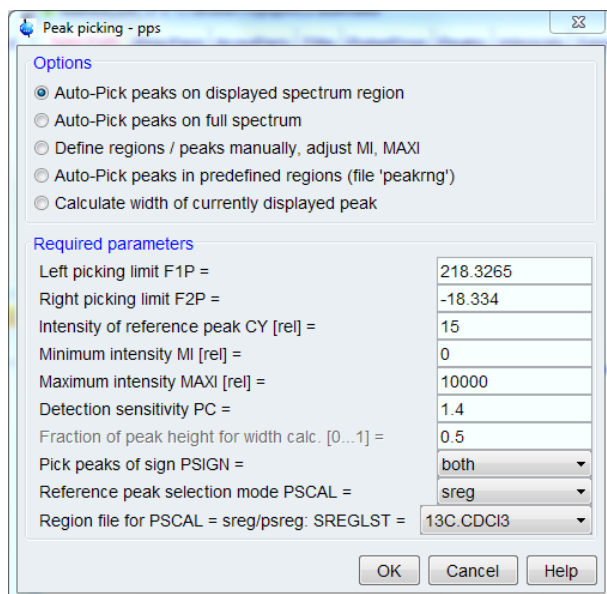 Peak picking - pps
Options
Auto-Pick peaks on displayed spectrum region
Auto-Pick peaks on full spectrum
Define regions / peaks manually, adjust MI, MAXI
Auto-Pick peaks in predefined regions (file 'peakrng')
Calculate width of currently displayed peak
Required parameters
Left picking limit F1P = 218.3265
Right picking limit F2P = -18.334
Intensity of reference peak CY [rel] = 15
Minimum intensity MI [rel] = 0
Maximum intensity MAXI [rel] = 10000
Detection sensitivity PC = 1.4
Fraction of peak height for width calc. [0...1] = 0.5
Pick peaks of sign PSIGN = both
Reference peak selection mode PSCAL = sreg
Region file for PSCAL = sreg/psreg: SREGLST = 13C.CDCl3
OK Cancel Help